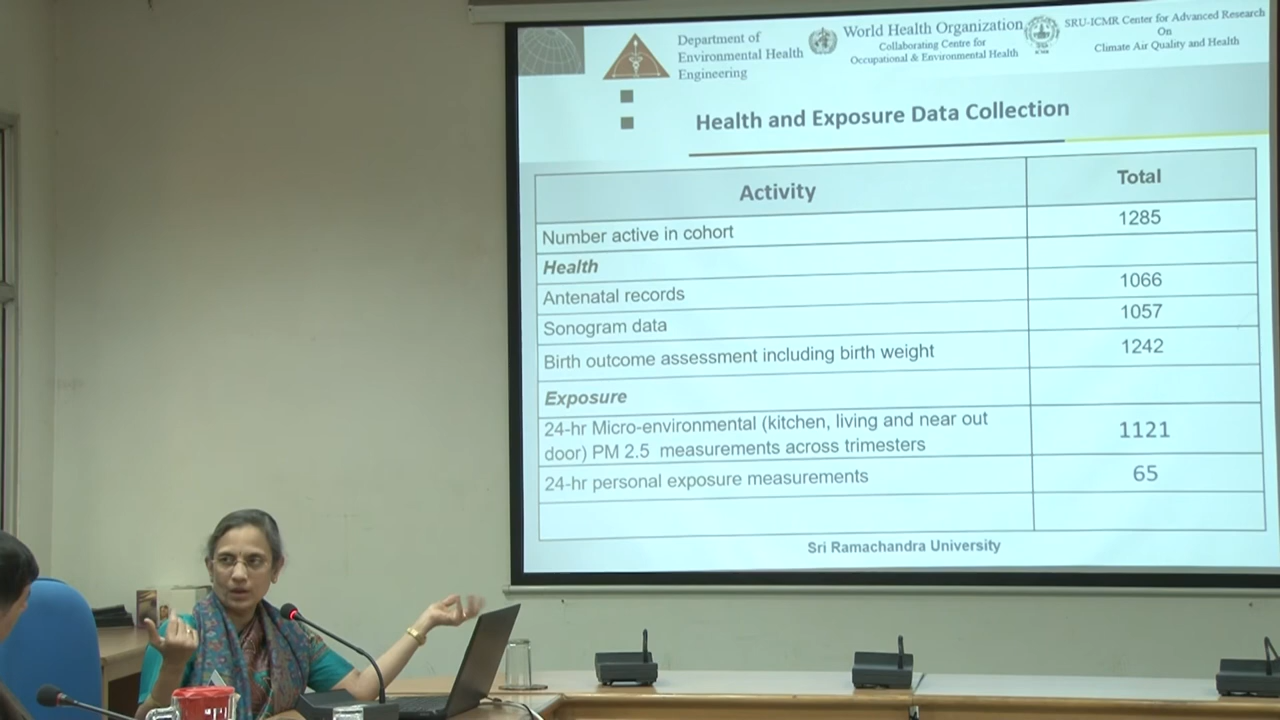 Department of
Environmental Health
Engineering
World Health Organization
Collaborating Centre for
Occupational & Environmental Health
SRU-ICMR Center for Advanced Research
On
Climate Air Quality and Health
Health and Exposure Data Collection
Activity Total
Number active in cohort 1285
Health
Antenatal records 1066
Sonogram data 1057
Birth outcome assessment including birth weight 1242
Exposure
24-hr Micro-environmental (kitchen, living and near out
door) PM 2.5 measurements across trimesters 1121
24-hr personal exposure measurements 65
Sri Ramachandra University